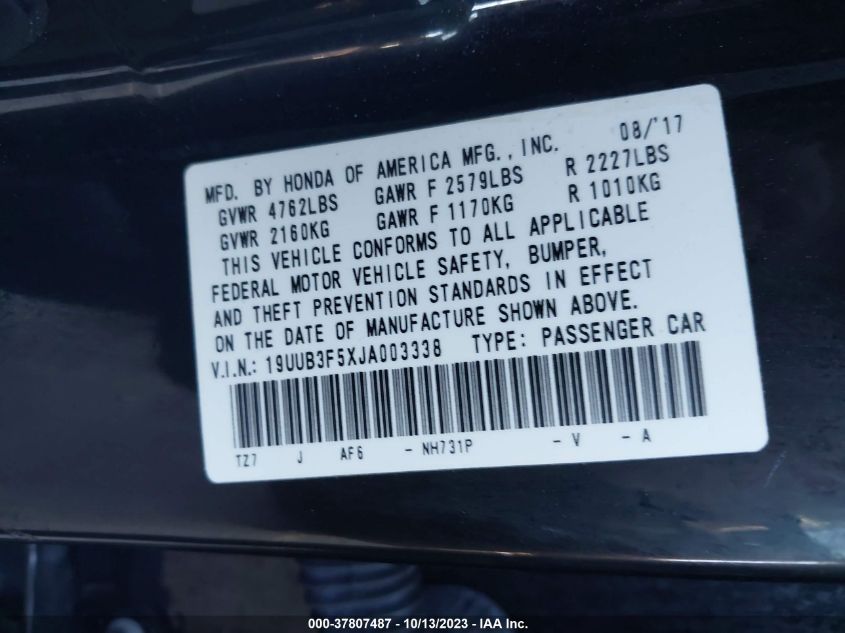 MFD. BY HONDA OF AMERICA MFG., INC. 08/'17
GVWR 4762LBS GAWR F 2579LBS R 2227LBS
GVWR 2160KG GAWR F 1170KG R 1010KG
THIS VEHICLE CONFORMS TO ALL APPLICABLE
FEDERAL MOTOR VEHICLE SAFETY, BUMPER,
AND THEFT PREVENTION STANDARDS IN EFFECT
ON THE DATE OF MANUFACTURE SHOWN ABOVE.
V.I.N.: 19UUB3F5XJA003338 TYPE: PASSENGER CAR
TZ7 J AF6 - NH731P - V - A
000-37807487 - 10/13/2023 - IAA Inc.